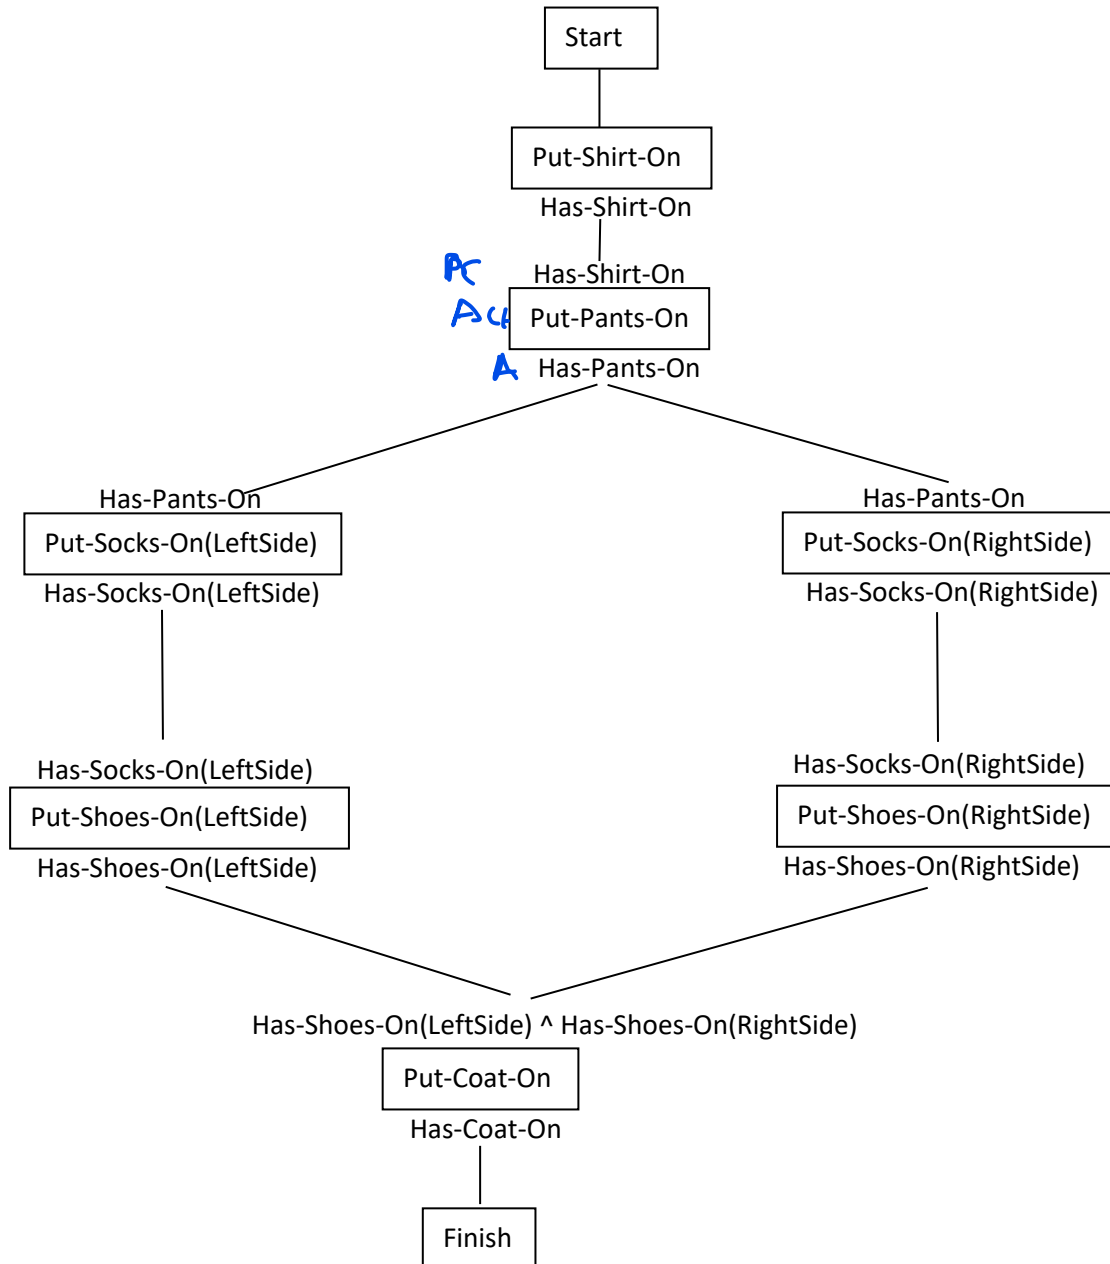 Start
Put-Shirt-On
Has-Shirt-On
PC Has-Shirt-On
ACH Put-Pants-On
A Has-Pants-On
Has-Pants-On Has-Pants-On
Put-Socks-On(LeftSide) Put-Socks-On(RightSide)
Has-Socks-On(LeftSide) Has-Socks-On(RightSide)
Has-Socks-On(LeftSide) Has-Socks-On(RightSide)
Put-Shoes-On(LeftSide) Put-Shoes-On(RightSide)
Has-Shoes-On(LeftSide) Has-Shoes-On(RightSide)
Has-Shoes-On(LeftSide) ^ Has-Shoes-On(RightSide)
Put-Coat-On
Has-Coat-On
Finish